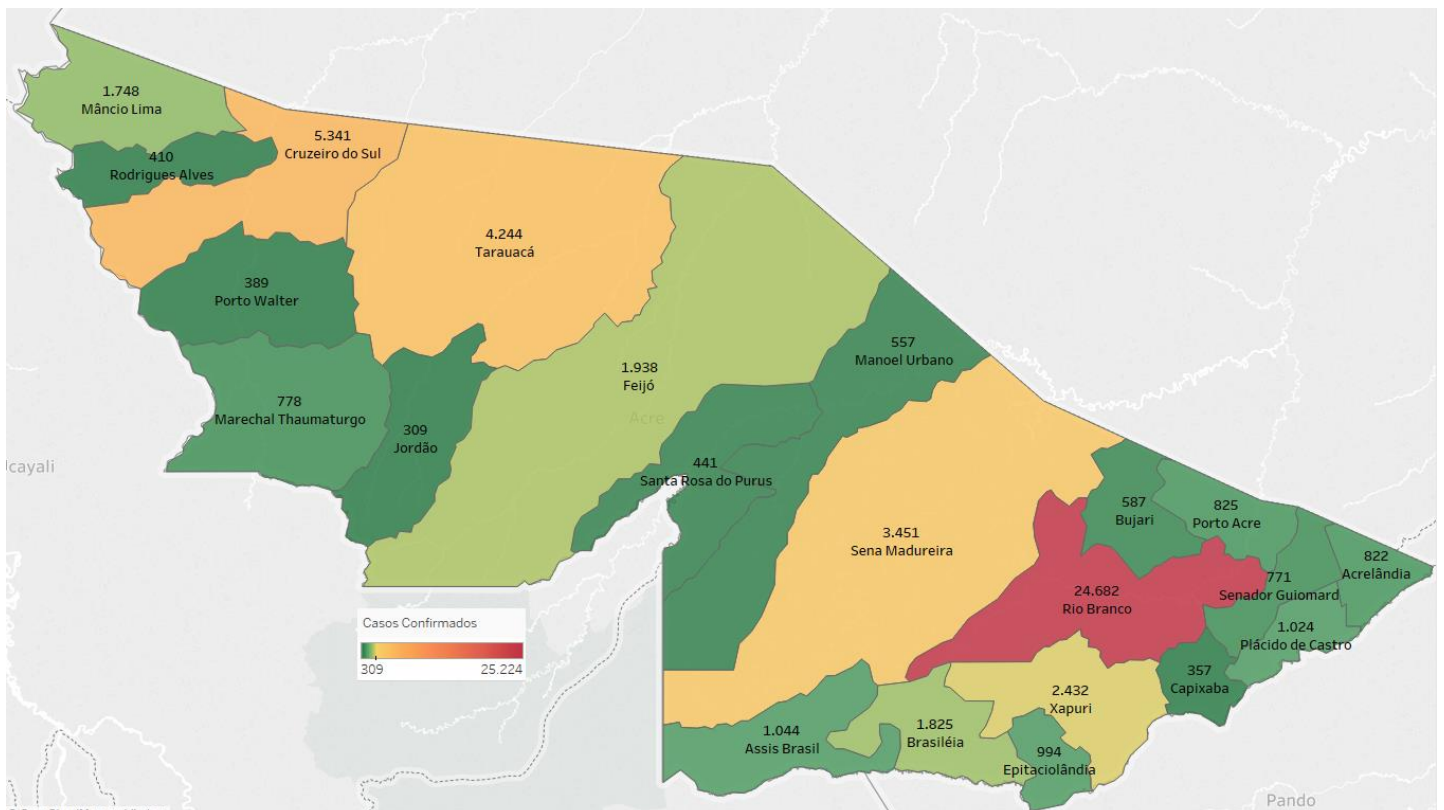 1.748
Mâncio Lima
5.341
Cruzeiro do Sul
410
Rodrigues Alves
4.244
Tarauacá
389
Porto Walter
557
Manoel Urbano
1.938
Feijó
778
Marechal Thaumaturgo
309
Jordão
Acre
441
Santa Rosa do Purus
Ucayali
587
Bujari
825
Porto Acre
3.451
Sena Madureira
822
Acrelândia
771
Senador Guiomard
24.682
Rio Branco
1.024
Plácido de Castro
357
Capixaba
Casos Confirmados
309 25.224
2.432
Xapuri
1.825
Brasiléia
1.044
Assis Brasil
994
Epitaciolândia
Pando